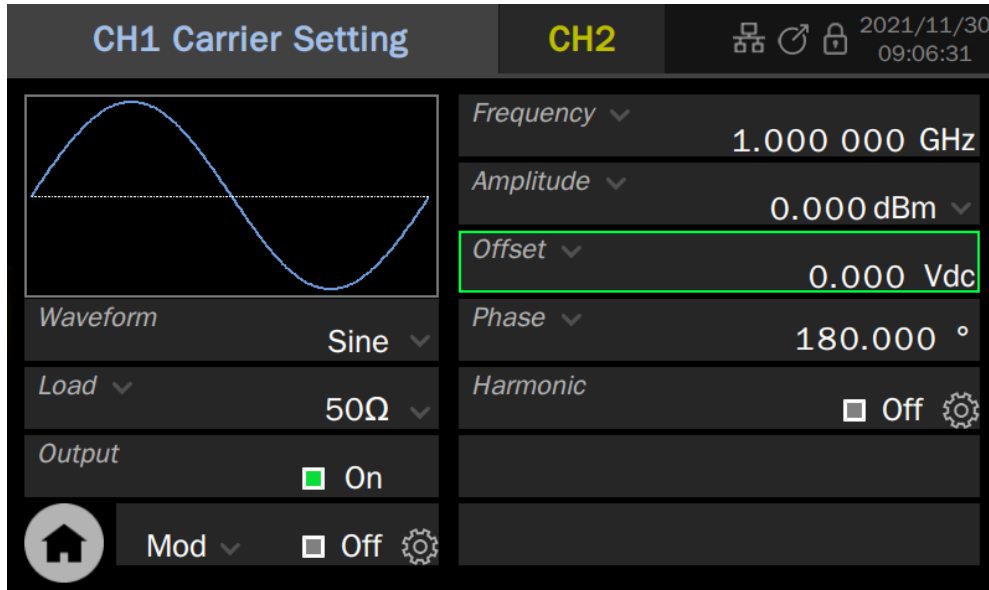 CH1 Carrier Setting
CH2
2021/11/30
09:06:31
Frequency
1.000 000 GHz
Amplitude
0.000 dBm
Offset
0.000 Vdc
Waveform
Sine
Phase
180.000 °
Load
50Ω
Harmonic
Off
Output
On
Mod
Off